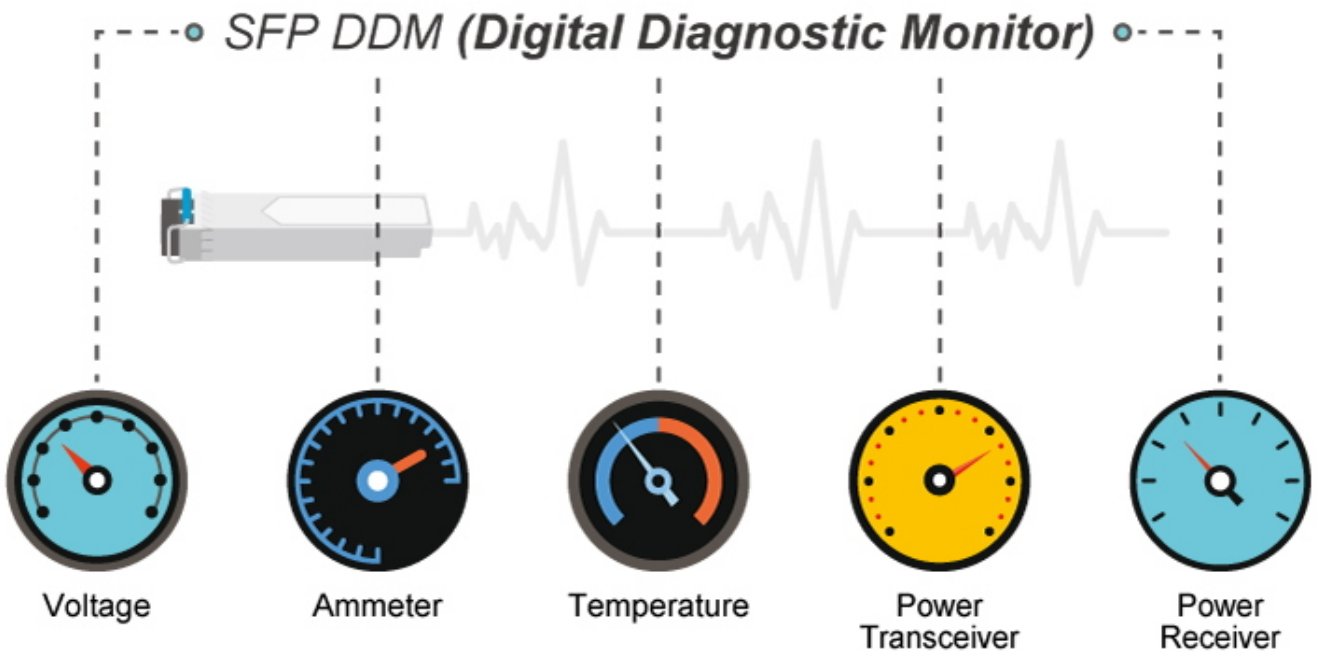 SFP DDM (Digital Diagnostic Monitor)
Voltage
Ammeter
Temperature
Power
Transceiver
Power
Receiver